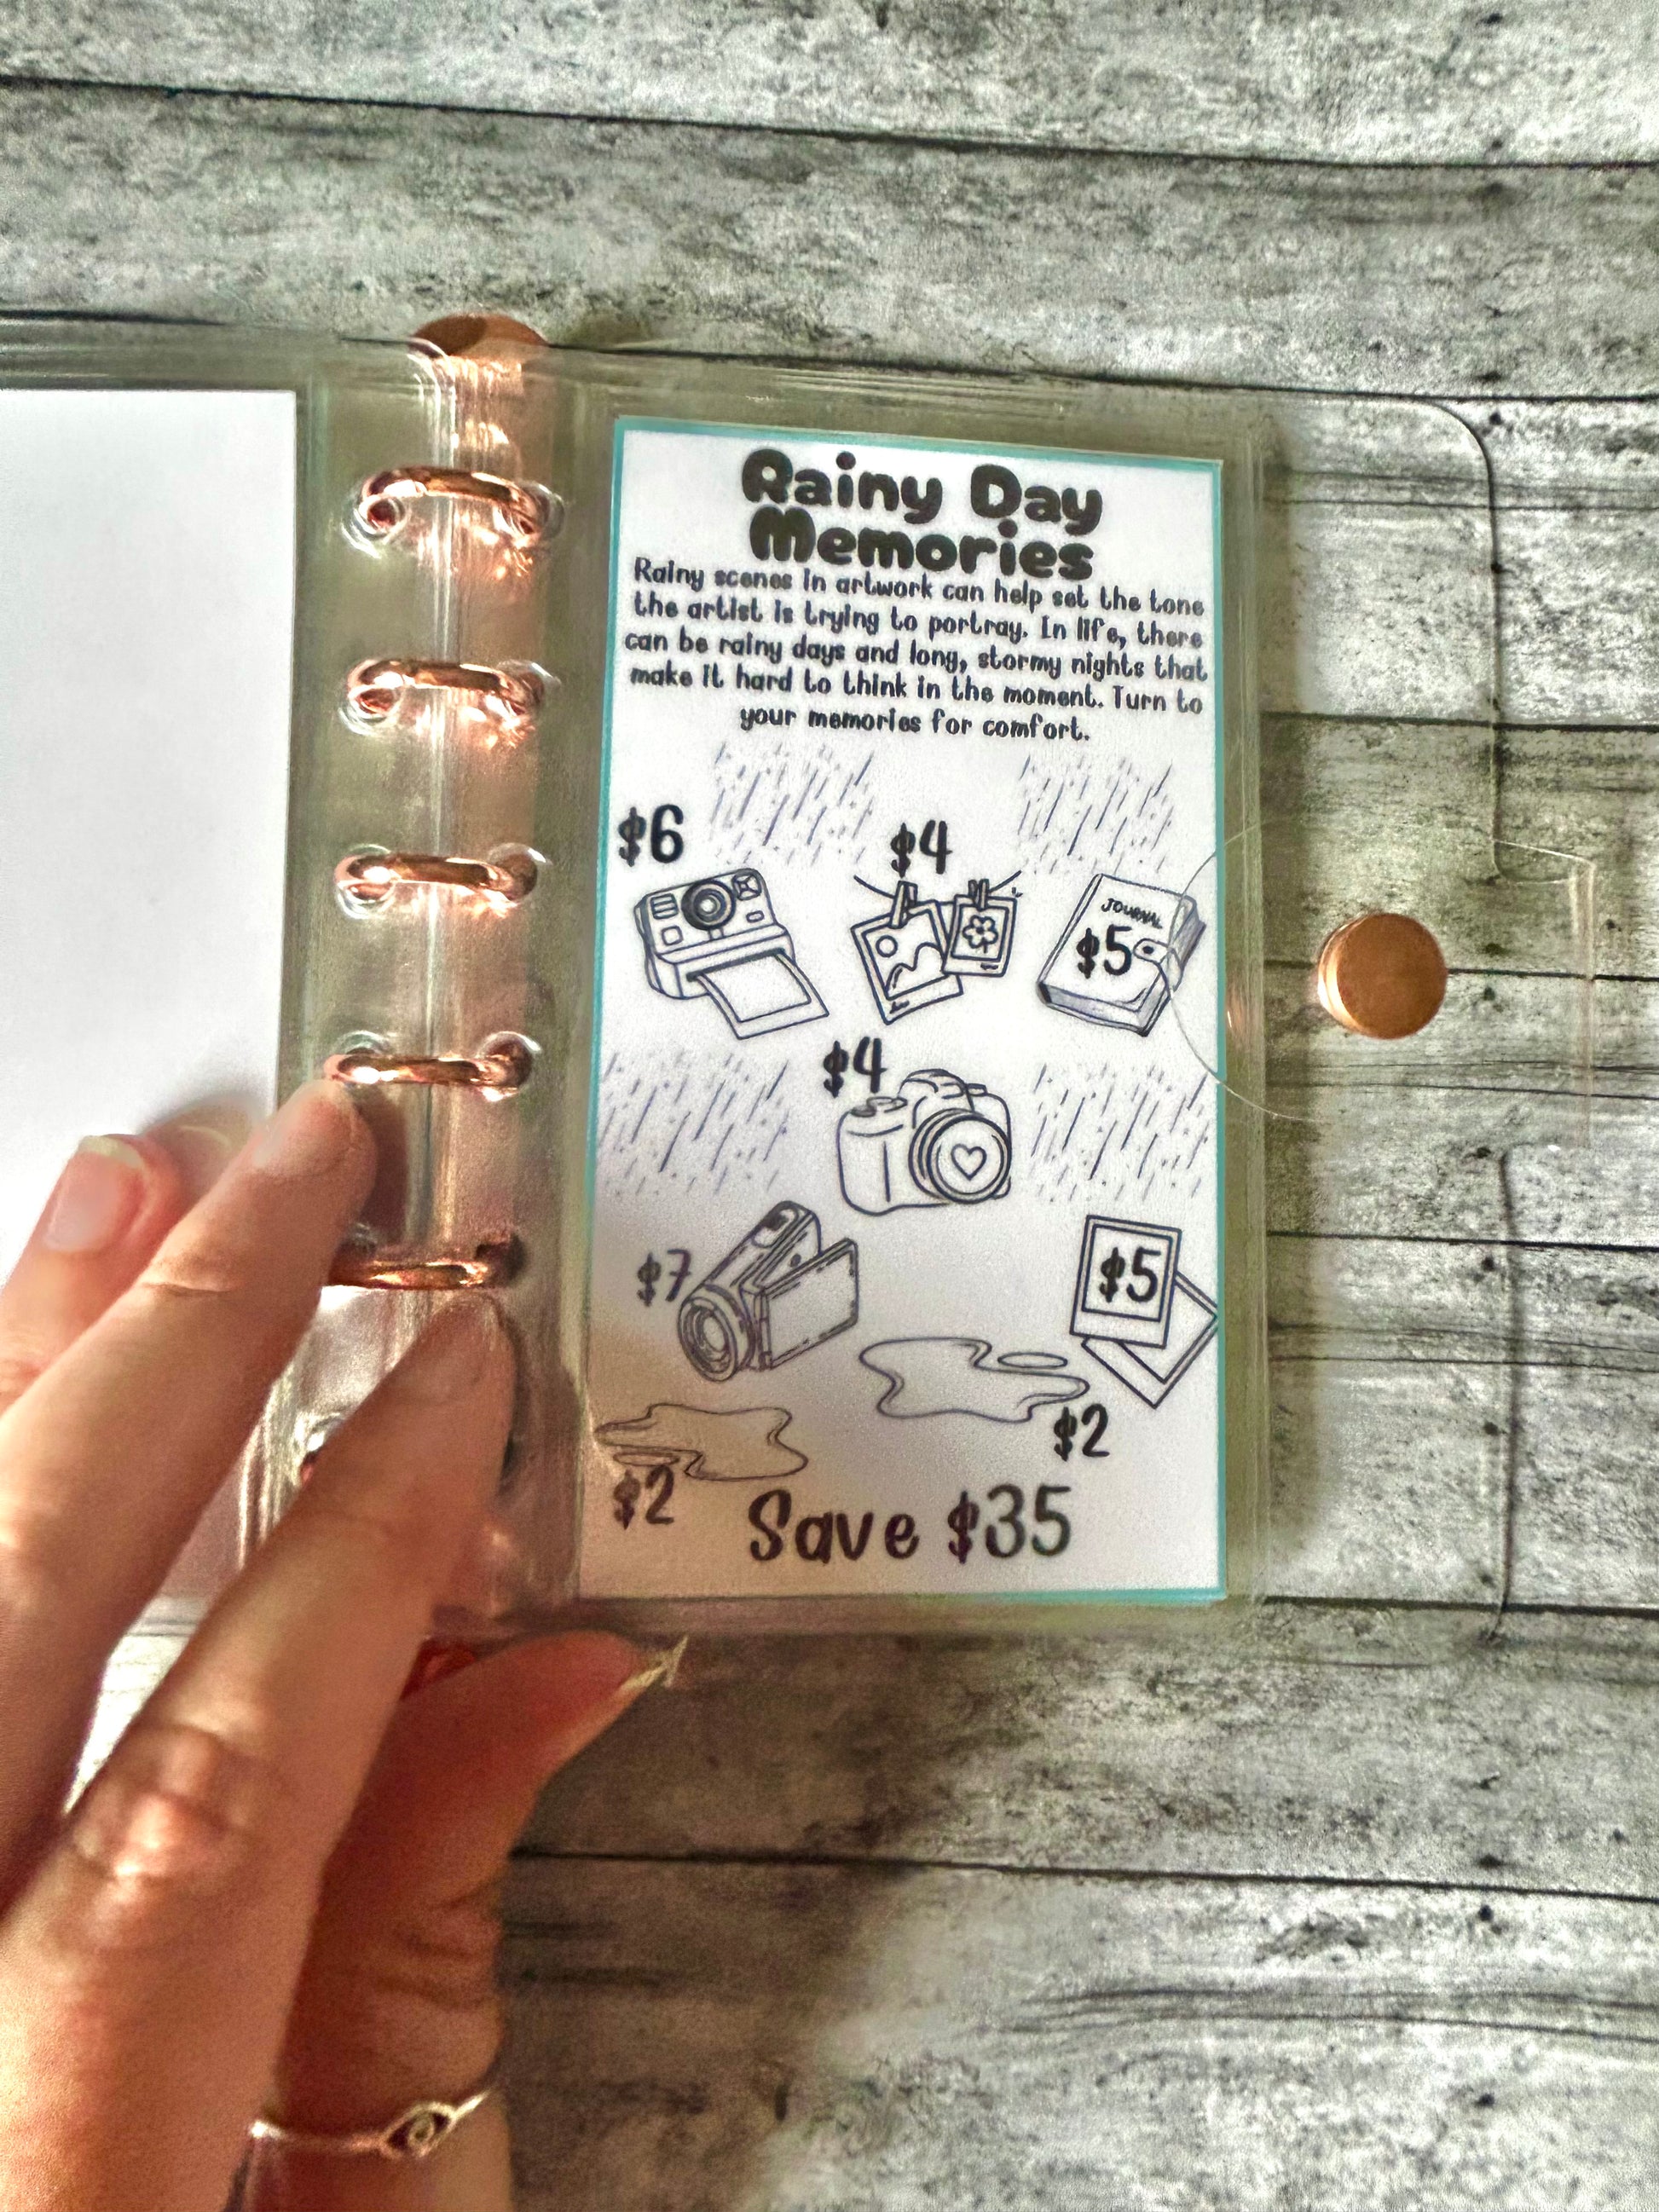 Rainy Day
Memories
Rainy scenes in artwork can help set the tone
the artist is trying to portray. In life, there
can be rainy days and long, stormy nights that
make it hard to think in the moment. Turn to
your memories for comfort.
$6
$4
JOURNAL
$5
$4
$7
$5
$2
$2
Save $35